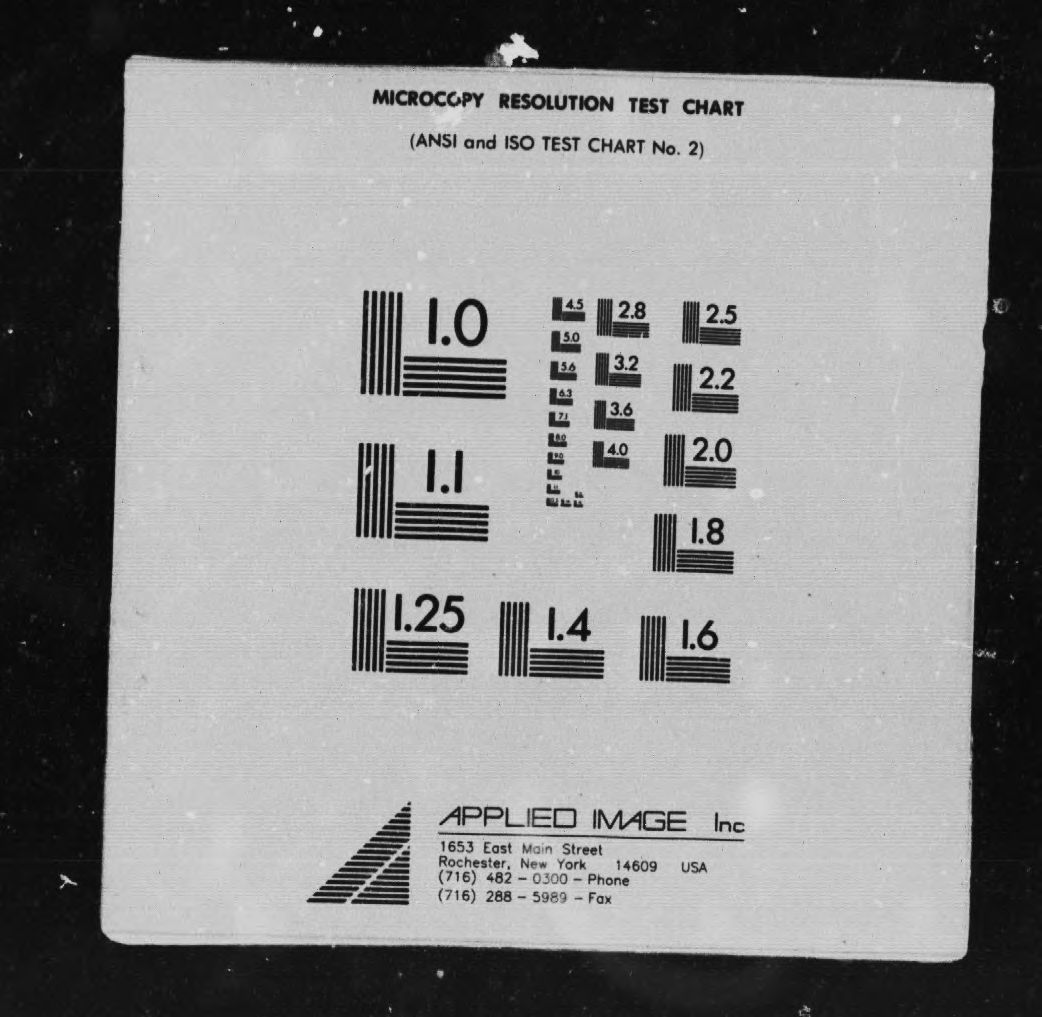 MICROCOPY RESOLUTION TEST CHART
(ANSI and ISO TEST CHART No. 2)
1.0
4.5
2.8
2.5
5.0
5.6
3.2
2.2
6.3
3.6
7.1
8.0
4.0
2.0
9.0
1.1
1.8
1.25
1.4
1.6
APPLIED IMAGE Inc
1653 East Main Street
Rochester, New York 14609 USA
(716) 482 - 0300 - Phone
(716) 288 - 5989 - Fax